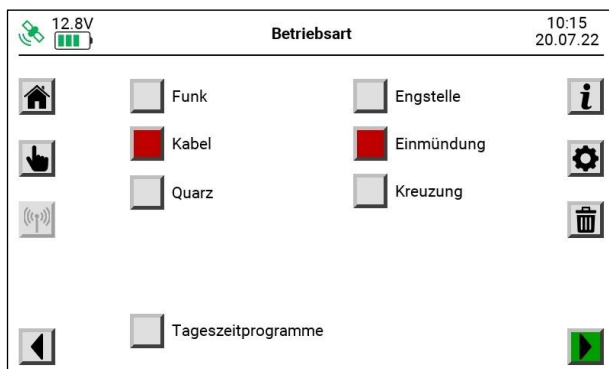 12.8V
Betriebsart
10:15
20.07.22
Funk
Engstelle
Kabel
Einmündung
Quarz
Kreuzung
Tageszeitprogramme